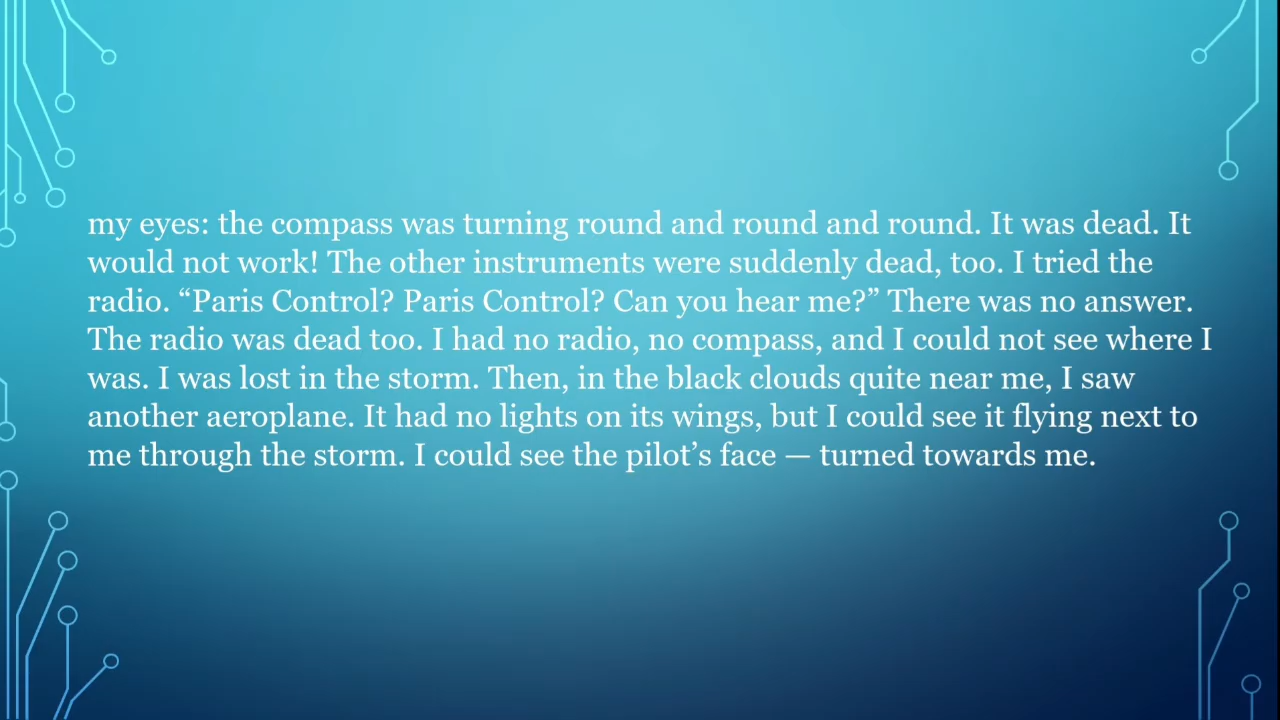 my eyes: the compass was turning round and round and round. It was dead. It
would not work! The other instruments were suddenly dead, too. I tried the
radio. “Paris Control? Paris Control? Can you hear me?” There was no answer.
The radio was dead too. I had no radio, no compass, and I could not see where I
was. I was lost in the storm. Then, in the black clouds quite near me, I saw
another aeroplane. It had no lights on its wings, but I could see it flying next to
me through the storm. I could see the pilot’s face — turned towards me.